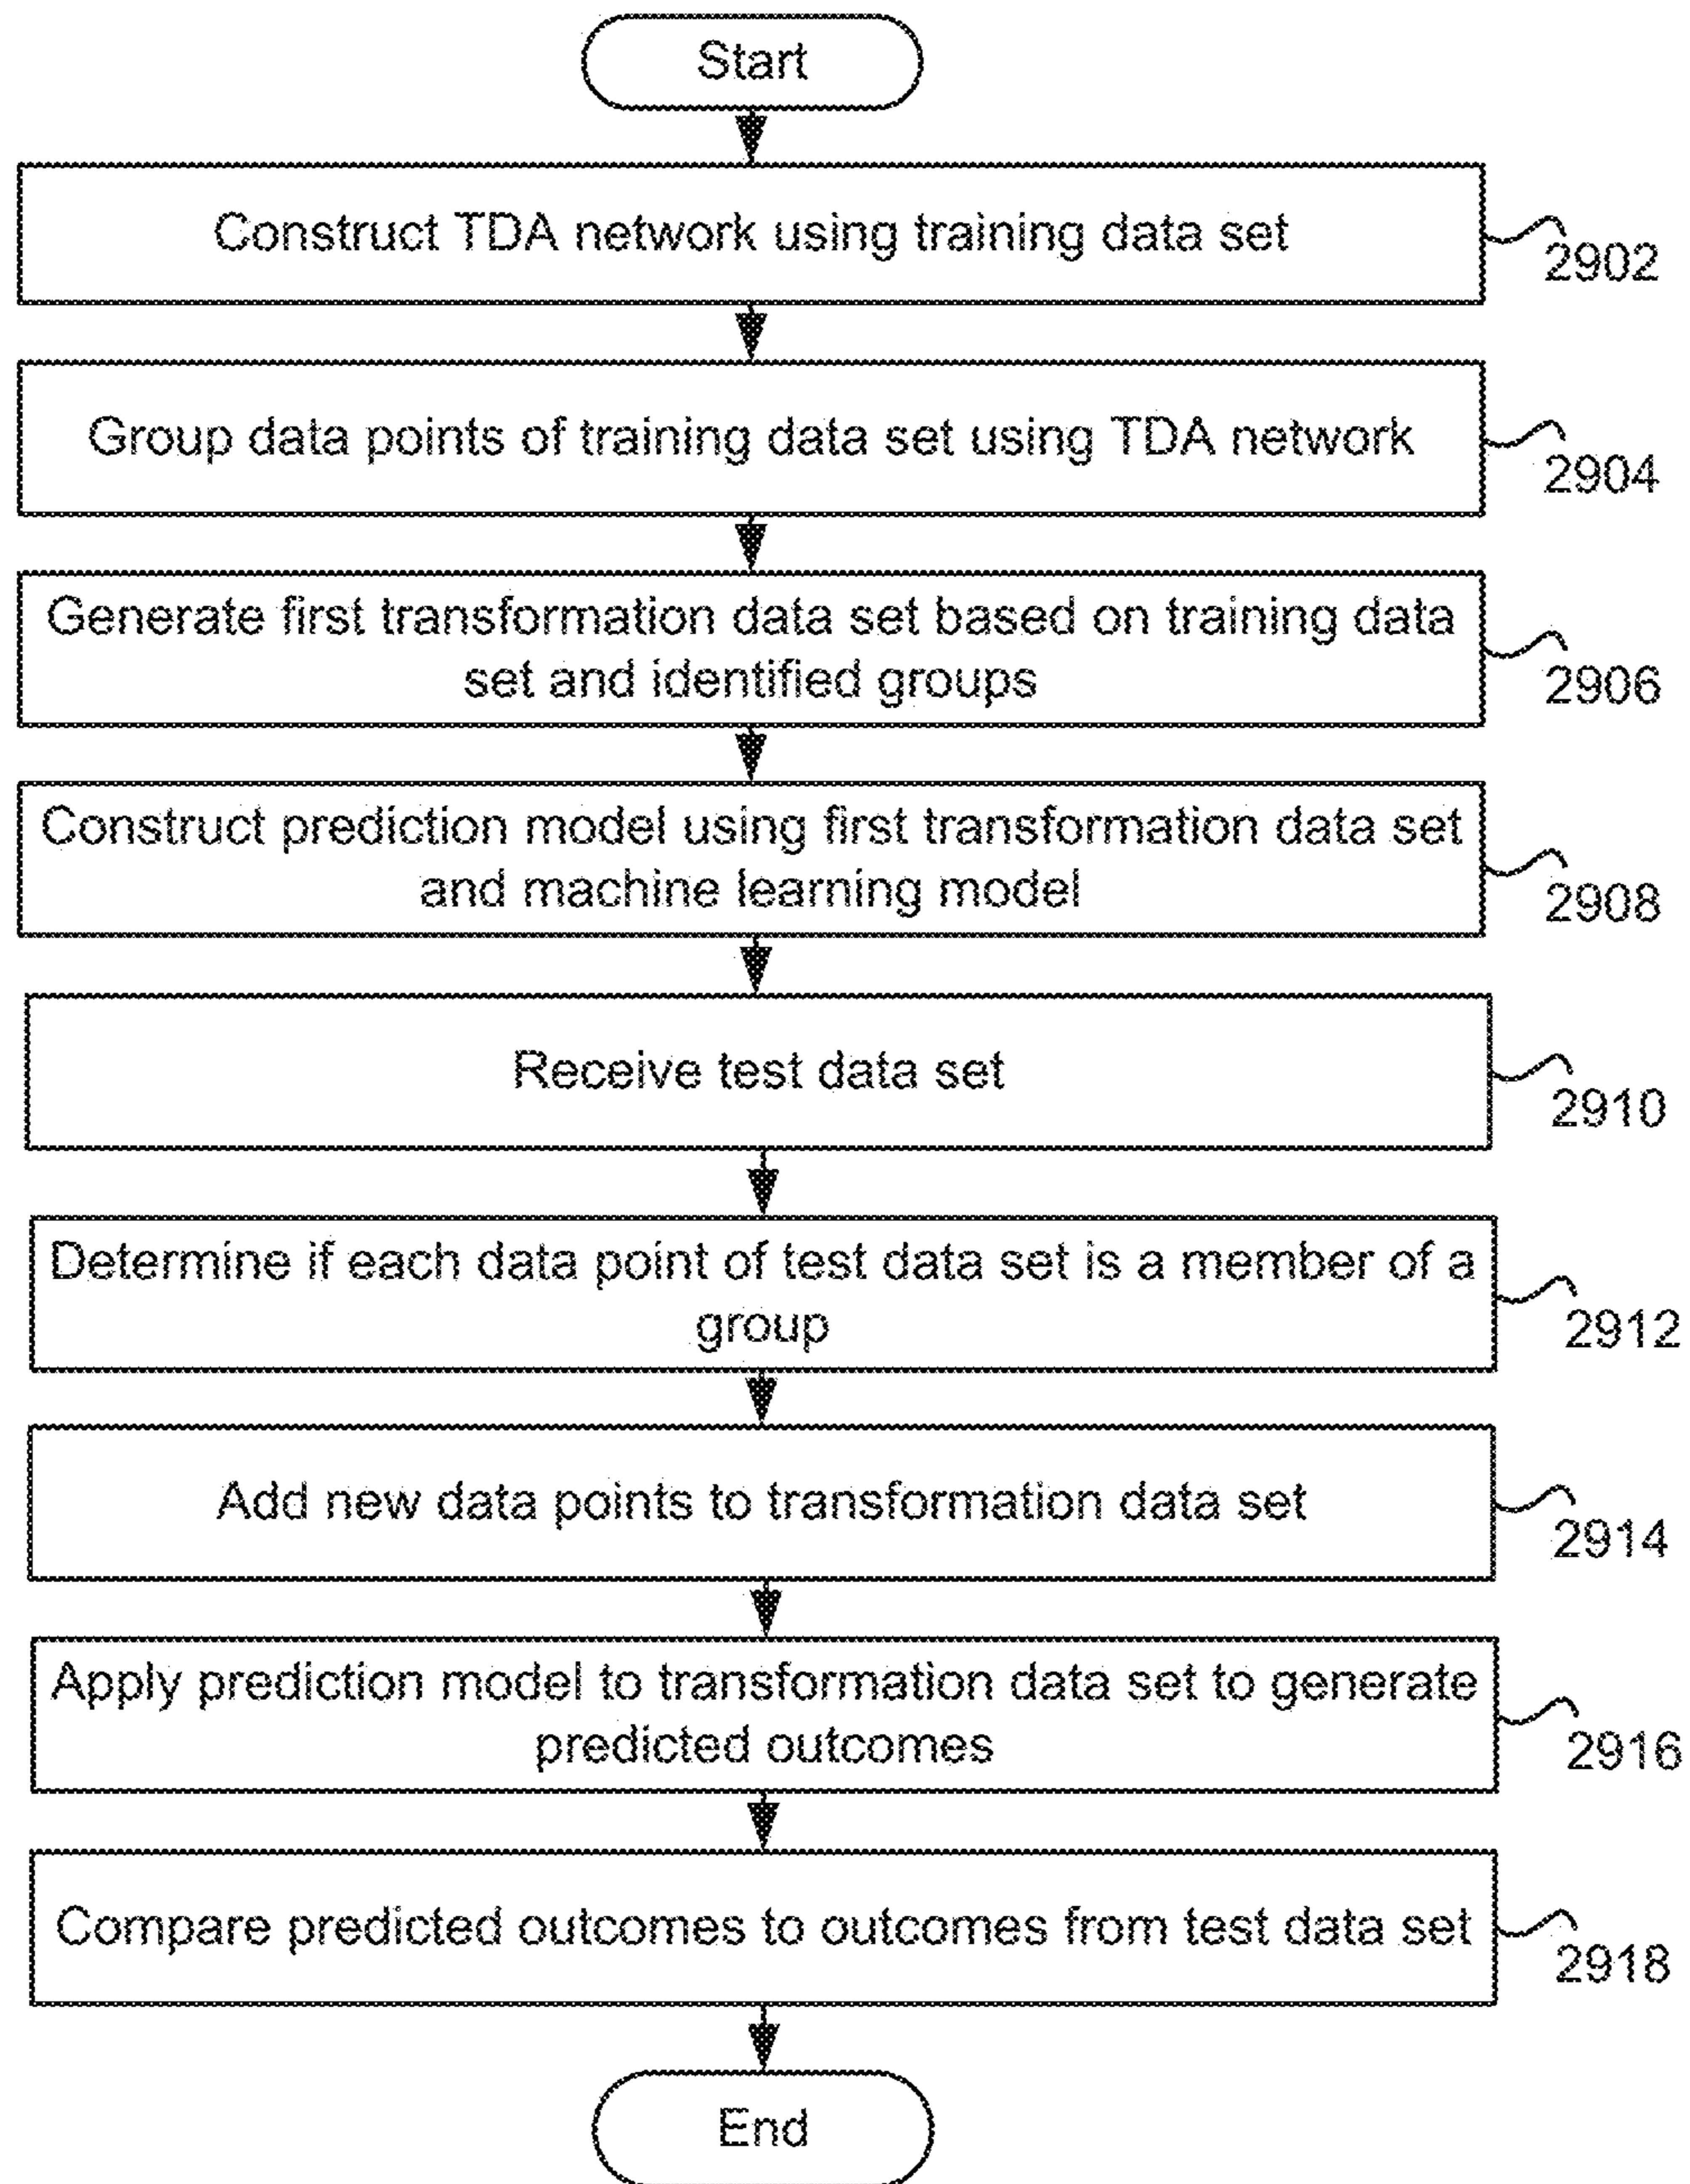 Start
Construct TDA network using training data set
2902
Group data points of training data set using TDA network
2904
Generate first transformation data set based on training data
set and identified groups
2906
Construct prediction model using first transformation data set
and machine learning model
2908
Receive test data set
2910
Determine if each data point of test data set is a member of a
group
2912
Add new data points to transformation data set
2914
Apply prediction model to transformation data set to generate
predicted outcomes
2916
Compare predicted outcomes to outcomes from test data set
2918
End